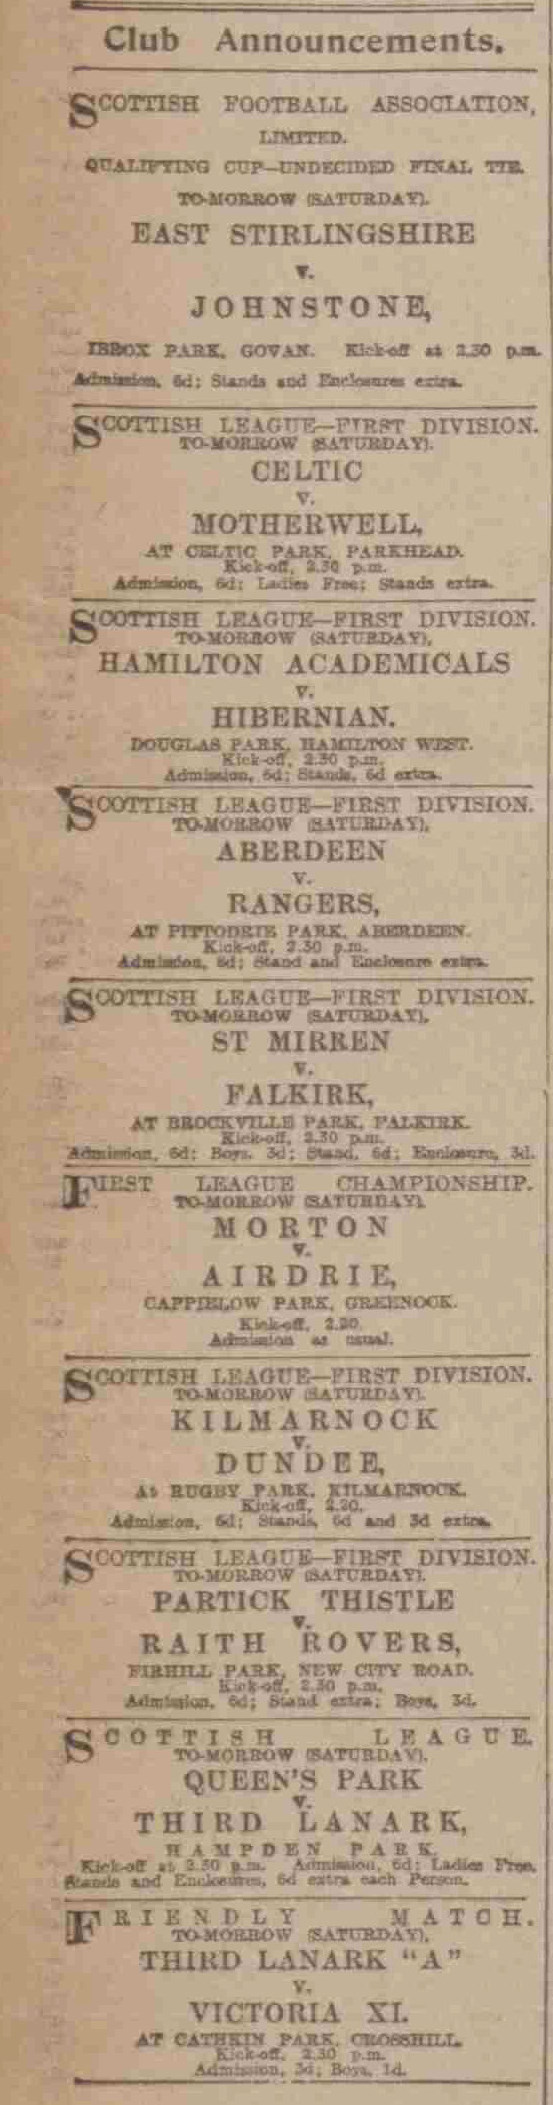 Club Announcements.
SCOTTISH FOOTBALL ASSOCIATION,
LIMITED.
QUALIFYING CUP—UNDECIDED FINAL TIE.
TO-MORROW (SATURDAY).
EAST STIRLINGSHIRE
v.
JOHNSTONE,
IBROX PARK, GOVAN. Kick-off at 2.30 p.m.
Admission, 6d; Stands and Enclosures extra.
SCOTTISH LEAGUE—FIRST DIVISION.
TO-MORROW (SATURDAY).
CELTIC
v.
MOTHERWELL,
AT CELTIC PARK, PARKHEAD.
Kick-off, 2.30 p.m.
Admission, 6d; Ladies Free; Stands extra.
SCOTTISH LEAGUE—FIRST DIVISION.
TO-MORROW (SATURDAY),
HAMILTON ACADEMICALS
v.
HIBERNIAN.
DOUGLAS PARK, HAMILTON WEST.
Kick-off, 2.30 p.m.
Admission, 6d; Stands, 6d extra.
SCOTTISH LEAGUE—FIRST DIVISION.
TO-MORROW (SATURDAY),
ABERDEEN
v.
RANGERS,
AT PITTODRIE PARK, ABERDEEN.
Kick-off, 2.30 p.m.
Admission, 6d; Stand and Enclosure extra.
SCOTTISH LEAGUE—FIRST DIVISION.
TO-MORROW (SATURDAY),
ST MIRREN
v.
FALKIRK,
AT BROCKVILLE PARK, FALKIRK.
Kick-off, 2.30 p.m.
Admission, 6d; Boys, 3d; Stand, 6d; Enclosure, 3d.
FIRST LEAGUE CHAMPIONSHIP.
TO-MORROW (SATURDAY).
MORTON
v.
AIRDRIE,
CAPPIELOW PARK, GREENOCK.
Kick-off, 2.20.
Admission as usual.
SCOTTISH LEAGUE—FIRST DIVISION.
TO-MORROW (SATURDAY).
KILMARNOCK
v.
DUNDEE,
At RUGBY PARK, KILMARNOCK.
Kick-off, 2.20.
Admission, 6d; Stands, 6d and 3d extra.
SCOTTISH LEAGUE—FIRST DIVISION.
TO-MORROW (SATURDAY).
PARTICK THISTLE
v.
RAITH ROVERS,
FIRHILL PARK, NEW CITY ROAD.
Kick-off, 2.30 p.m.
Admission, 6d; Stand extra; Boys, 3d.
SCOTTISH LEAGUE.
TO-MORROW (SATURDAY).
QUEEN'S PARK
v.
THIRD LANARK,
HAMPDEN PARK.
Kick-off at 2.30 p.m. Admission, 6d; Ladies Free.
Stands and Enclosures, 6d extra each Person.
FRIENDLY MATCH.
TO-MORROW (SATURDAY),
THIRD LANARK "A"
v.
VICTORIA XI.
AT CATHKIN PARK, CROSSHILL.
Kick-off, 2.30 p.m.
Admission, 3d; Boys, 1d.